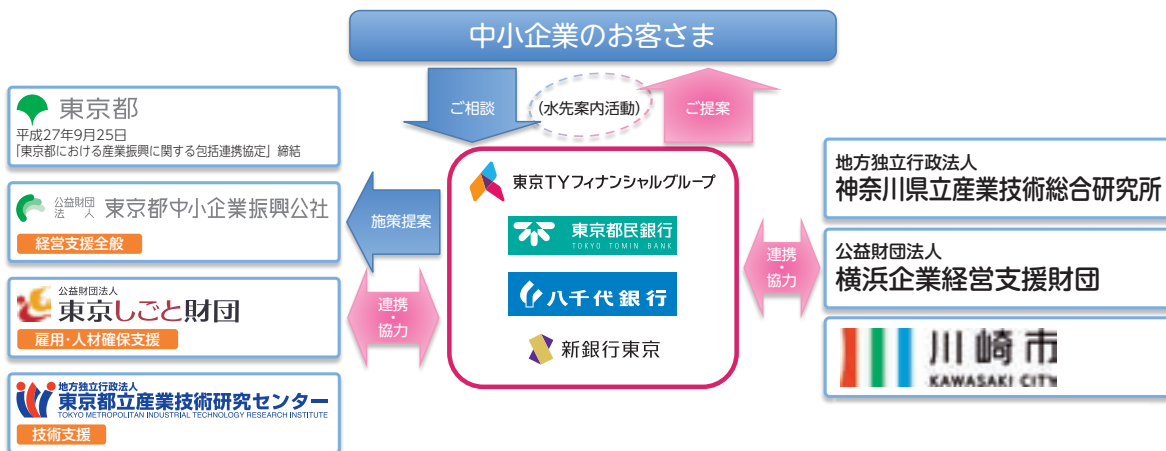 中小企業のお客さま
ご相談
(水先案内活動)
ご提案
東京都
平成27年9月25日
「東京都における産業振興に関する包括連携協定」締結
公益財団
法　人
東京都中小企業振興公社
経営支援全般
公益財団法人
東京しごと財団
雇用・人材確保支援
地方独立行政法人
東京都立産業技術研究センター
TOKYO METROPOLITAN INDUSTRIAL TECHNOLOGY RESEARCH INSTITUTE
技術支援
施策提案
連携
・
協力
東京TYフィナンシャルグループ
東京都民銀行
TOKYO TOMIN BANK
八千代銀行
新銀行東京
連携
・
協力
地方独立行政法人
神奈川県立産業技術総合研究所
公益財団法人
横浜企業経営支援財団
川崎市
KAWASAKI CITY